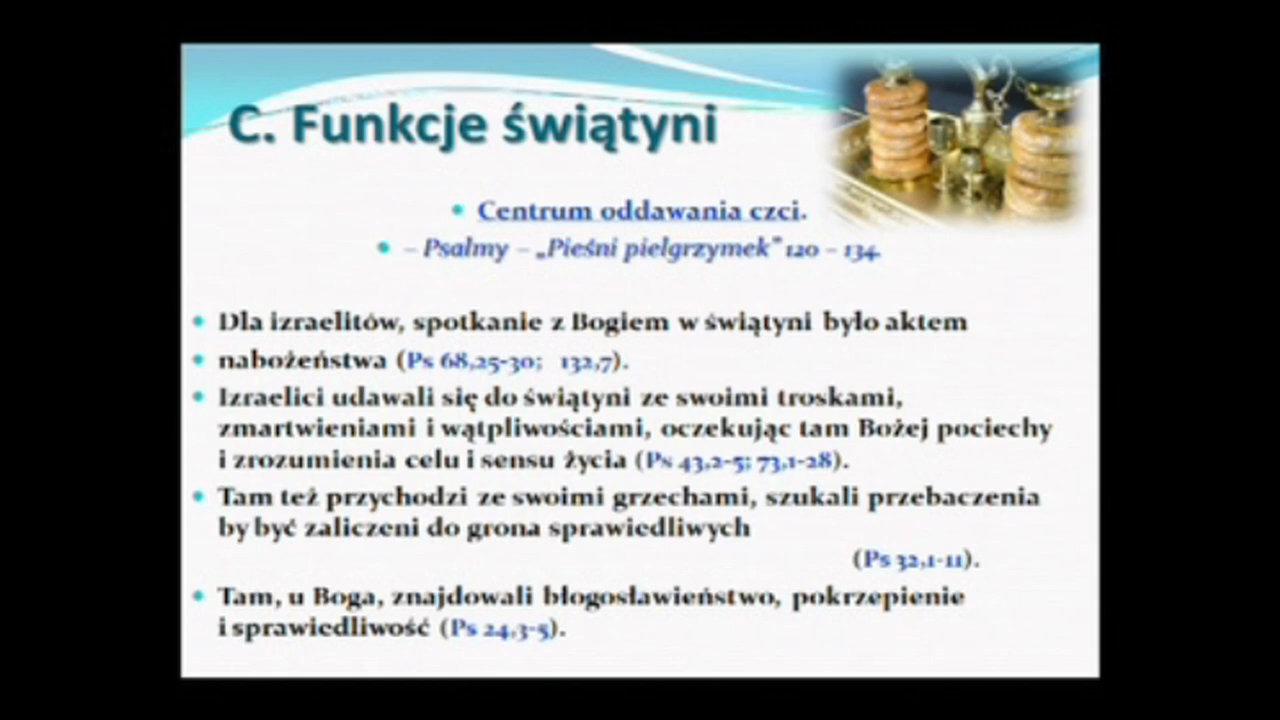 C. Funkcje świątyni
• Centrum oddawania czci.
• – Psalmy – „Pieśni pielgrzymek” 120 – 134.
• Dla izraelitów, spotkanie z Bogiem w świątyni było aktem
• nabożeństwa (Ps 68,25-30; 132,7).
• Izraelici udawali się do świątyni ze swoimi troskami,
zmartwieniami i wątpliwościami, oczekując tam Bożej pociechy
i zrozumienia celu i sensu życia (Ps 43,2-5; 73,1-28).
• Tam też przychodzi ze swoimi grzechami, szukali przebaczenia
by być zaliczeni do grona sprawiedliwych
(Ps 32,1-11).
• Tam, u Boga, znajdowali błogosławieństwo, pokrzepienie
i sprawiedliwość (Ps 24,3-5).